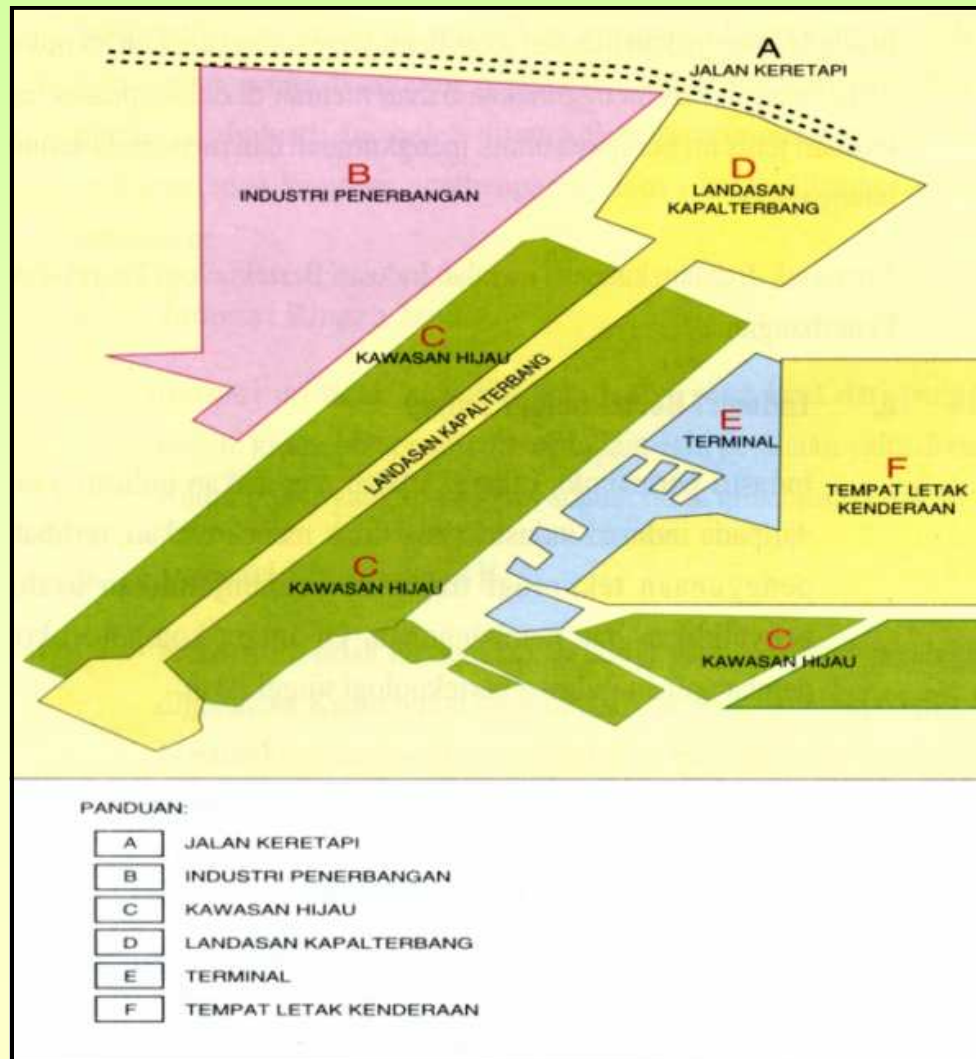 A
JALAN KERETAPI
B
INDUSTRI PENERBANGAN
D
LANDASAN
KAPALTERBANG
C
KAWASAN HIJAU
LANDASAN KAPALTERBANG
E
TERMINAL
F
TEMPAT LETAK
KENDERAAN
C
KAWASAN HIJAU
C
KAWASAN HIJAU
PANDUAN:
A JALAN KERETAPI
B INDUSTRI PENERBANGAN
C KAWASAN HIJAU
D LANDASAN KAPALTERBANG
E TERMINAL
F TEMPAT LETAK KENDERAAN